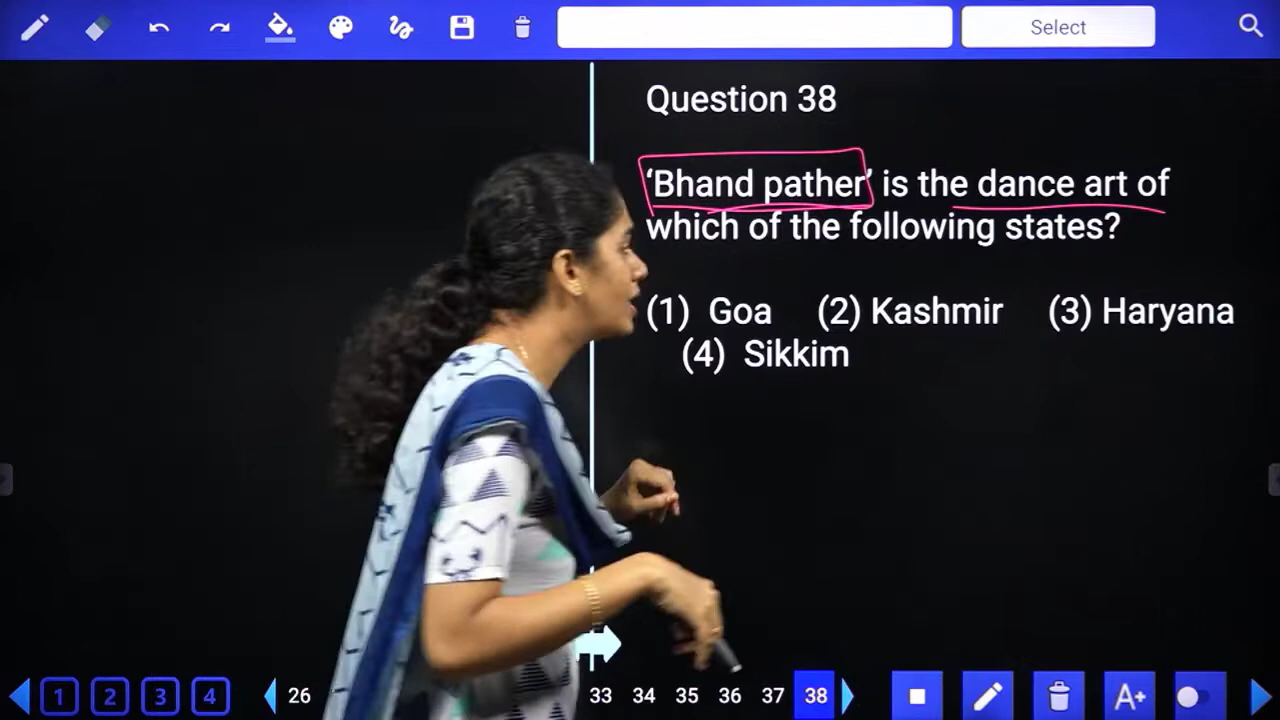 Select
Question 38
‘Bhand pather’ is the dance art of
which of the following states?
(1) Goa (2) Kashmir (3) Haryana
(4) Sikkim
1 2 3 4 26 33 34 35 36 37 38 A+